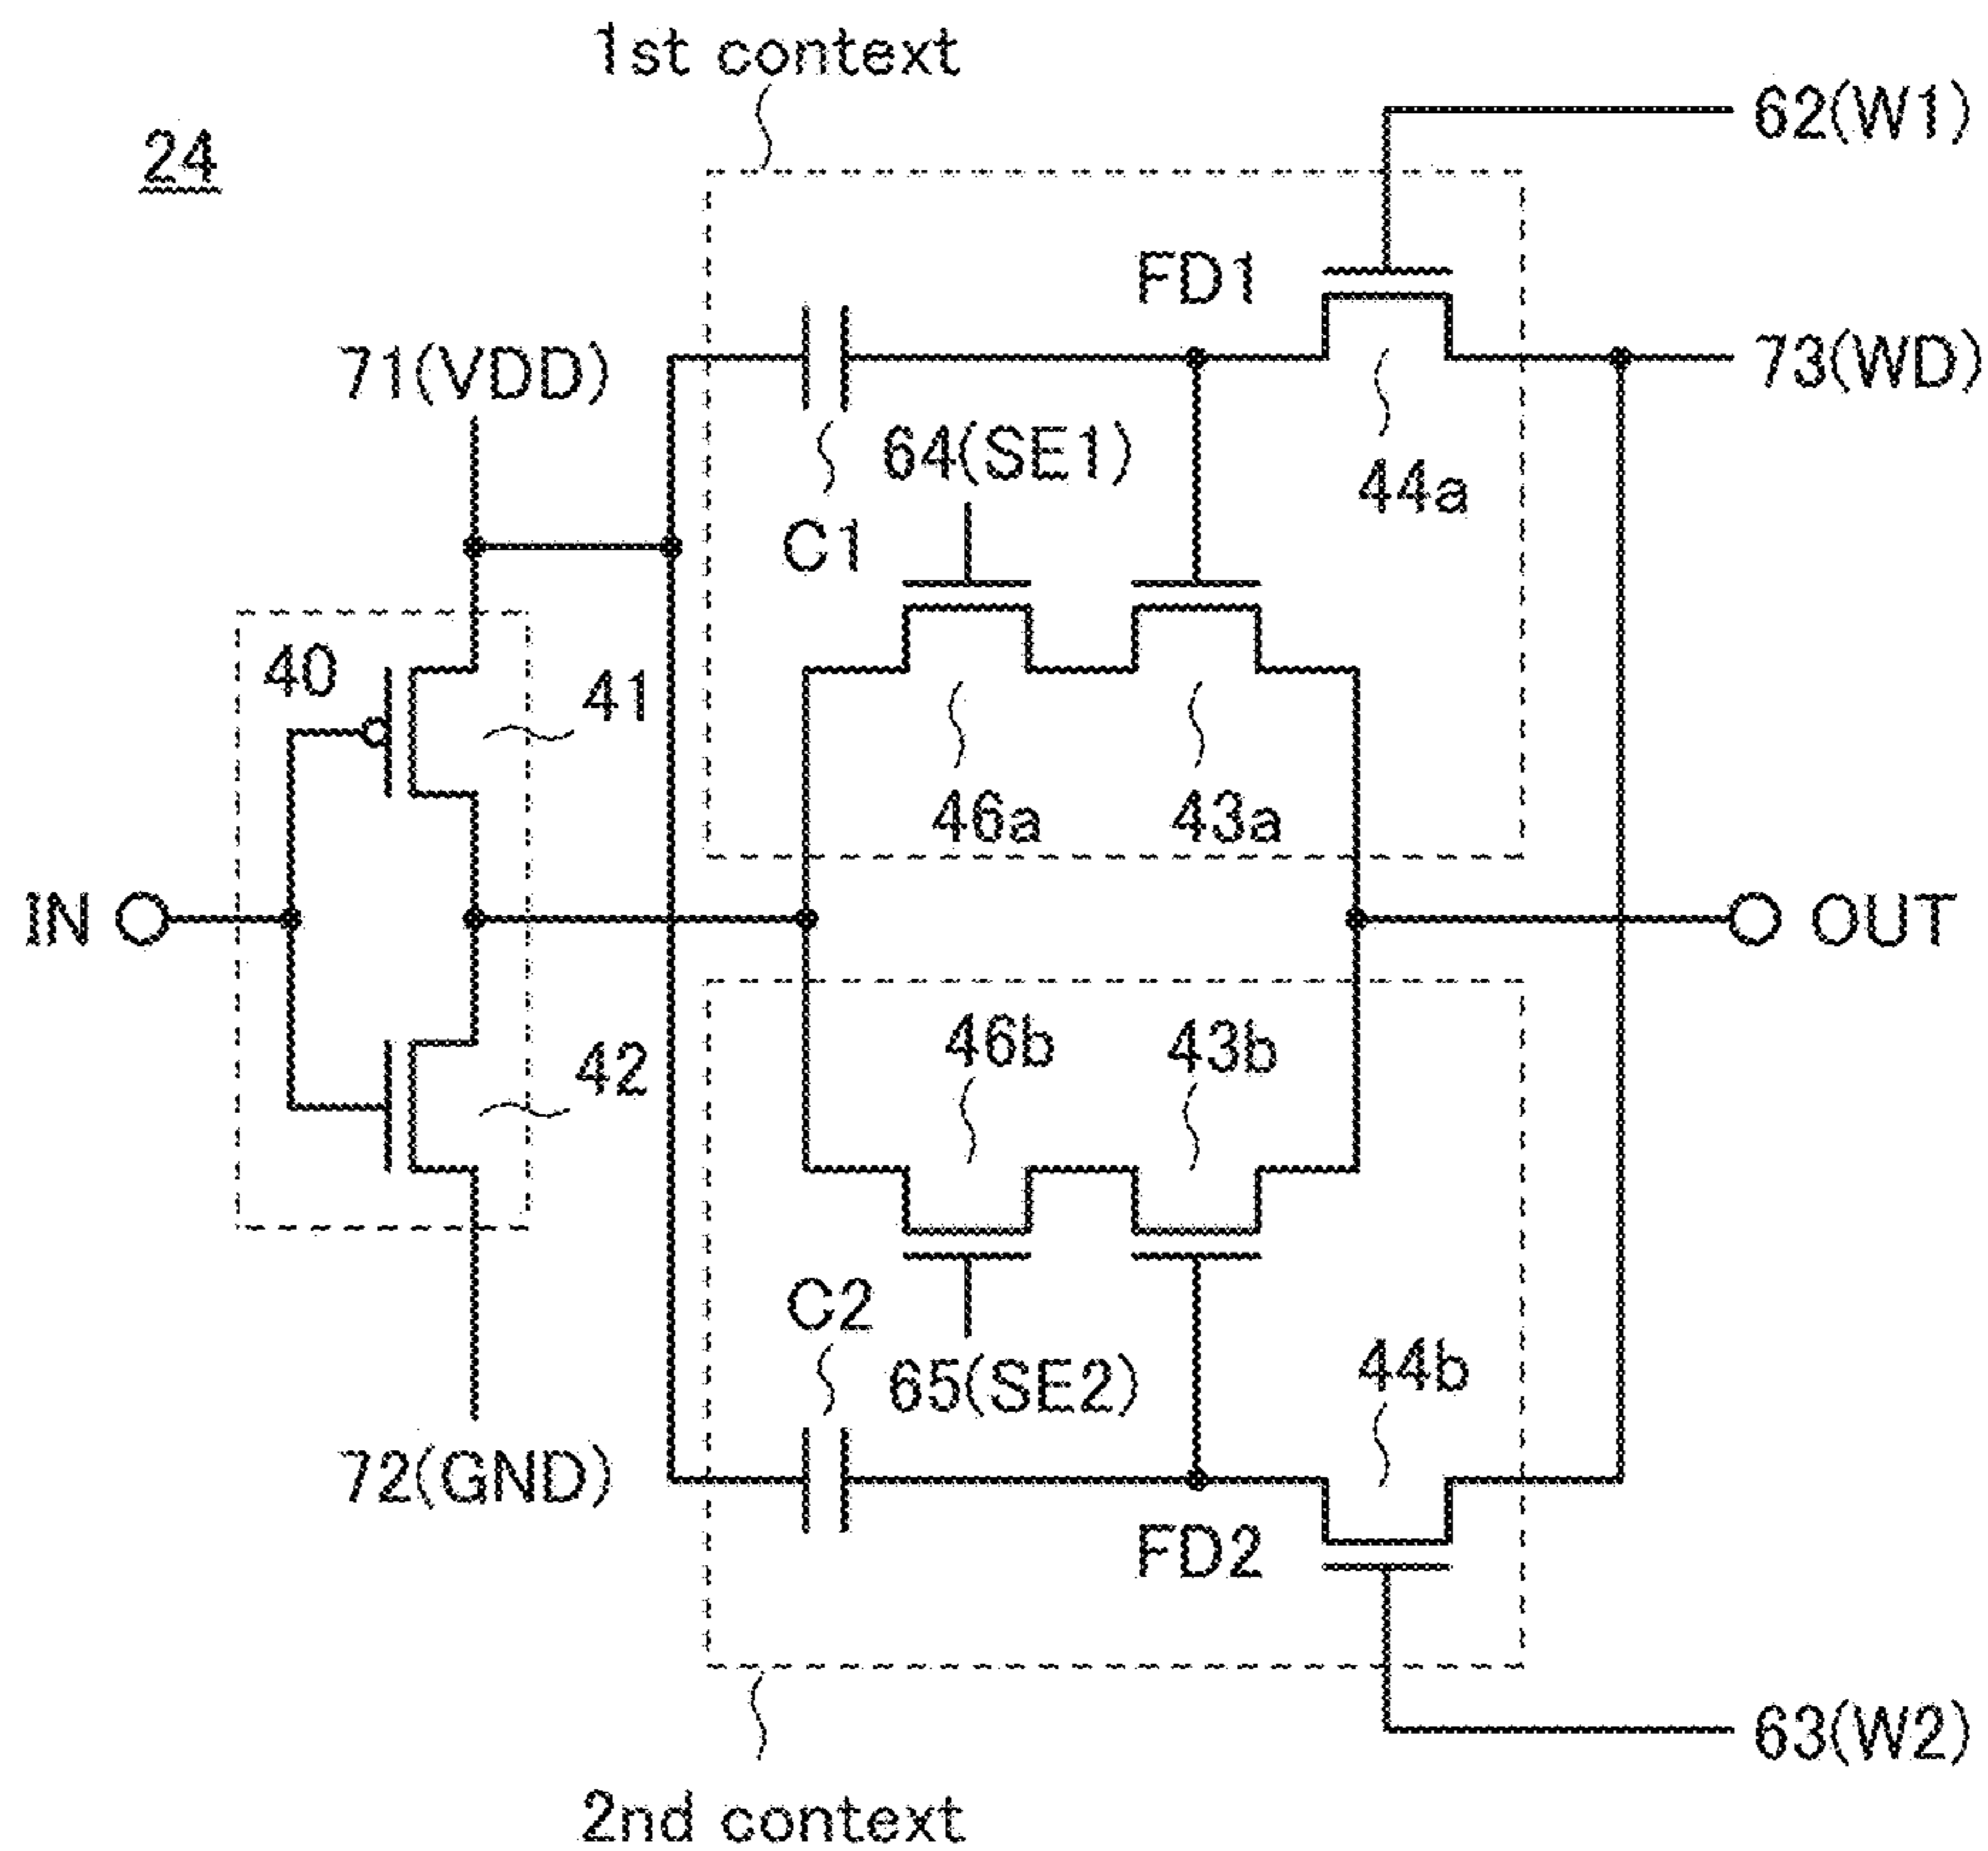 1st context
62(W1)
24
FD1
71(VDD)
73(WD)
64(SE1)
44a
C1
40
41
46a
43a
IN
OUT
46b
43b
42
C2
44b
65(SE2)
72(GND)
FD2
63(W2)
2nd context